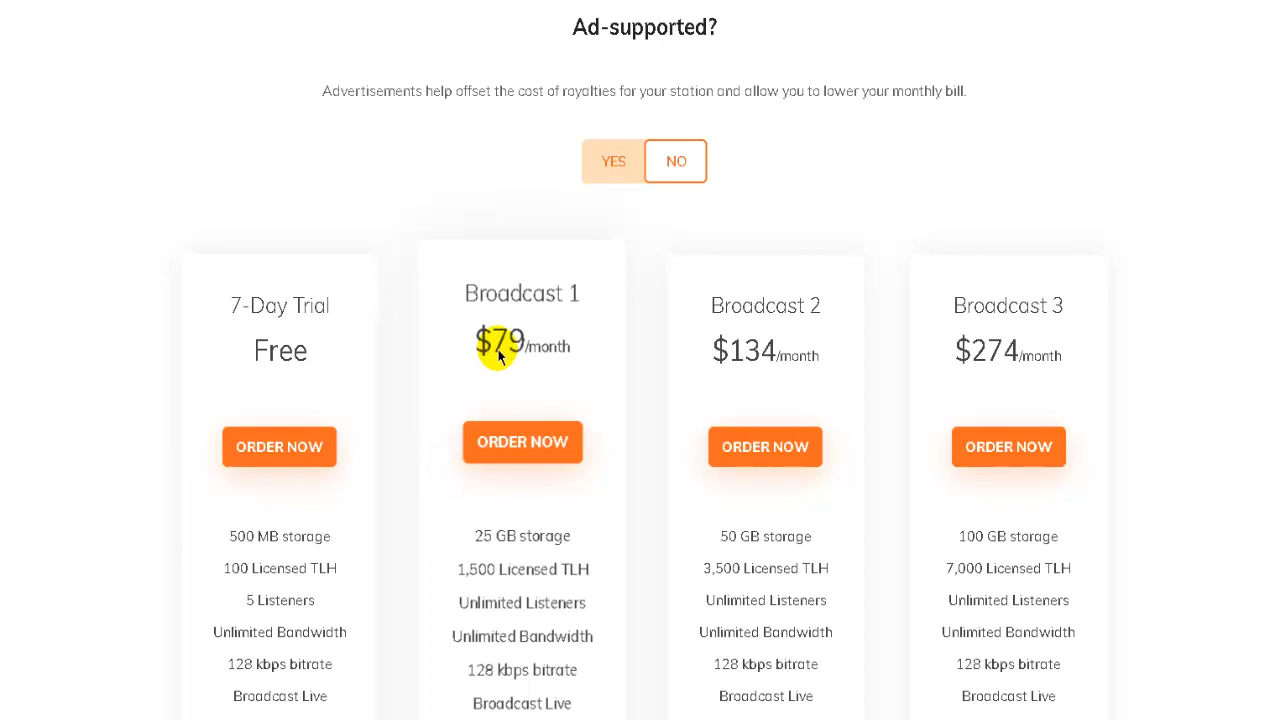 Ad-supported?
Advertisements help offset the cost of royalties for your station and allow you to lower your monthly bill.
YES NO
7-Day Trial
Free
ORDER NOW
500 MB storage
100 Licensed TLH
5 Listeners
Unlimited Bandwidth
128 kbps bitrate
Broadcast Live
Broadcast 1
$79/month
ORDER NOW
25 GB storage
1,500 Licensed TLH
Unlimited Listeners
Unlimited Bandwidth
128 kbps bitrate
Broadcast Live
Broadcast 2
$134/month
ORDER NOW
50 GB storage
3,500 Licensed TLH
Unlimited Listeners
Unlimited Bandwidth
128 kbps bitrate
Broadcast Live
Broadcast 3
$274/month
ORDER NOW
100 GB storage
7,000 Licensed TLH
Unlimited Listeners
Unlimited Bandwidth
128 kbps bitrate
Broadcast Live